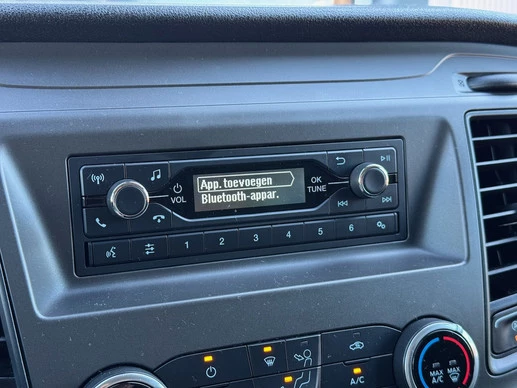 App. toevoegen
Bluetooth-appar.
VOL
OK
TUNE
1 2 3 4 5 6
A/C
MAX
A/C
MAX